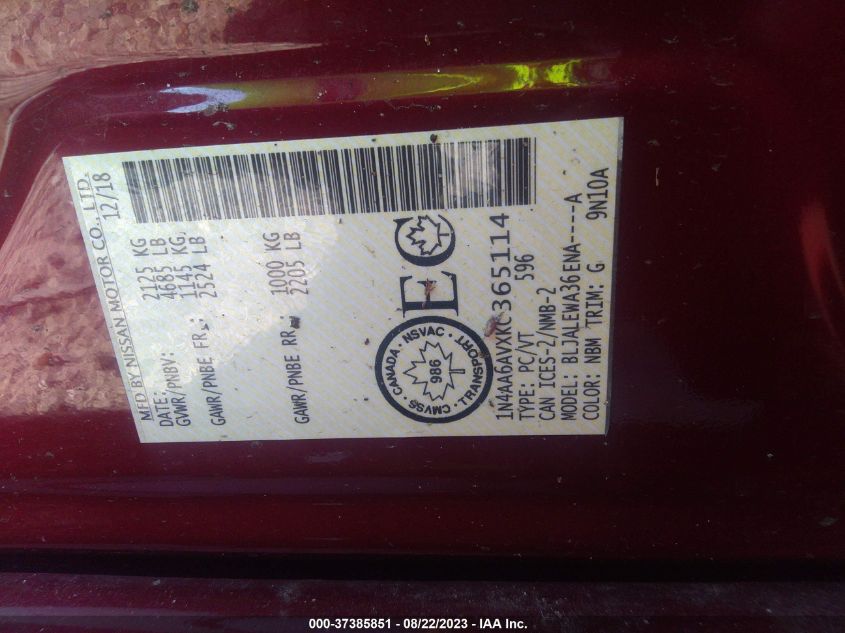 MFD BY NISSAN MOTOR CO., LTD.
DATE: 12/18
GVWR/PNBV: 2125 KG
4685 LB
GAWR/PNBE FR.: 1145 KG,
2524 LB
GAWR/PNBE RR.: 1000 KG
2205 LB
CANADA · NSVAC · TRANSPORT · CMVSS
986
EC
1N4AA6AVXKC365114
TYPE: PC/VT 596
CAN ICES-2/NMB-2
MODEL: BLJALEWA36ENA----A
COLOR: NBM TRIM: G 9N10A
000-37385851 - 08/22/2023 - IAA Inc.